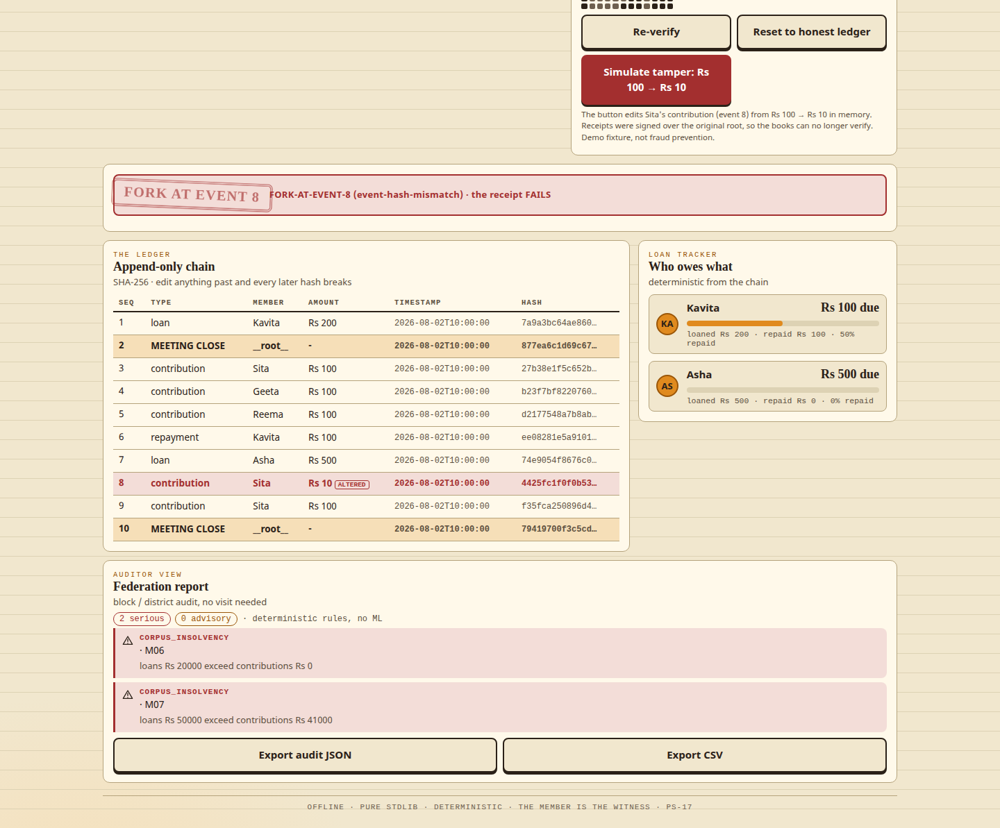 Re-verify
Reset to honest ledger
Simulate tamper: Rs
100 → Rs 10
The button edits Sita's contribution (event 8) from Rs 100 → Rs 10 in memory.
Receipts were signed over the original root, so the books can no longer verify.
Demo fixture, not fraud prevention.
FORK AT EVENT 8
FORK-AT-EVENT-8 (event-hash-mismatch) · the receipt FAILS
THE LEDGER
Append-only chain
SHA-256 · edit anything past and every later hash breaks
SEQ TYPE MEMBER AMOUNT TIMESTAMP HASH
1 loan Kavita Rs 200 2026-08-02T10:00:00 7a9a3bc64ae860…
2 MEETING CLOSE __root__ - 2026-08-02T10:00:00 877ea6c1d69c67…
3 contribution Sita Rs 100 2026-08-02T10:00:00 27b38e1f5c652b…
4 contribution Geeta Rs 100 2026-08-02T10:00:00 b23f7bf8220760…
5 contribution Reema Rs 100 2026-08-02T10:00:00 d2177548a7b8ab…
6 repayment Kavita Rs 100 2026-08-02T10:00:00 ee08281e5a9101…
7 loan Asha Rs 500 2026-08-02T10:00:00 74e9054f8676c0…
8 contribution Sita Rs 10 ALTERED 2026-08-02T10:00:00 4425fc1f0f0b53…
9 contribution Sita Rs 100 2026-08-02T10:00:00 f35fca250896d4…
10 MEETING CLOSE __root__ - 2026-08-02T10:00:00 79419700f3c5cd…
LOAN TRACKER
Who owes what
deterministic from the chain
KA
Kavita Rs 100 due
loaned Rs 200 · repaid Rs 100 · 50%
repaid
AS
Asha Rs 500 due
loaned Rs 500 · repaid Rs 0 · 0% repaid
AUDITOR VIEW
Federation report
block / district audit, no visit needed
2 serious 0 advisory · deterministic rules, no ML
CORPUS_INSOLVENCY
· M06
loans Rs 20000 exceed contributions Rs 0
CORPUS_INSOLVENCY
· M07
loans Rs 50000 exceed contributions Rs 41000
Export audit JSON
Export CSV
OFFLINE · PURE STDLIB · DETERMINISTIC · THE MEMBER IS THE WITNESS · PS-17